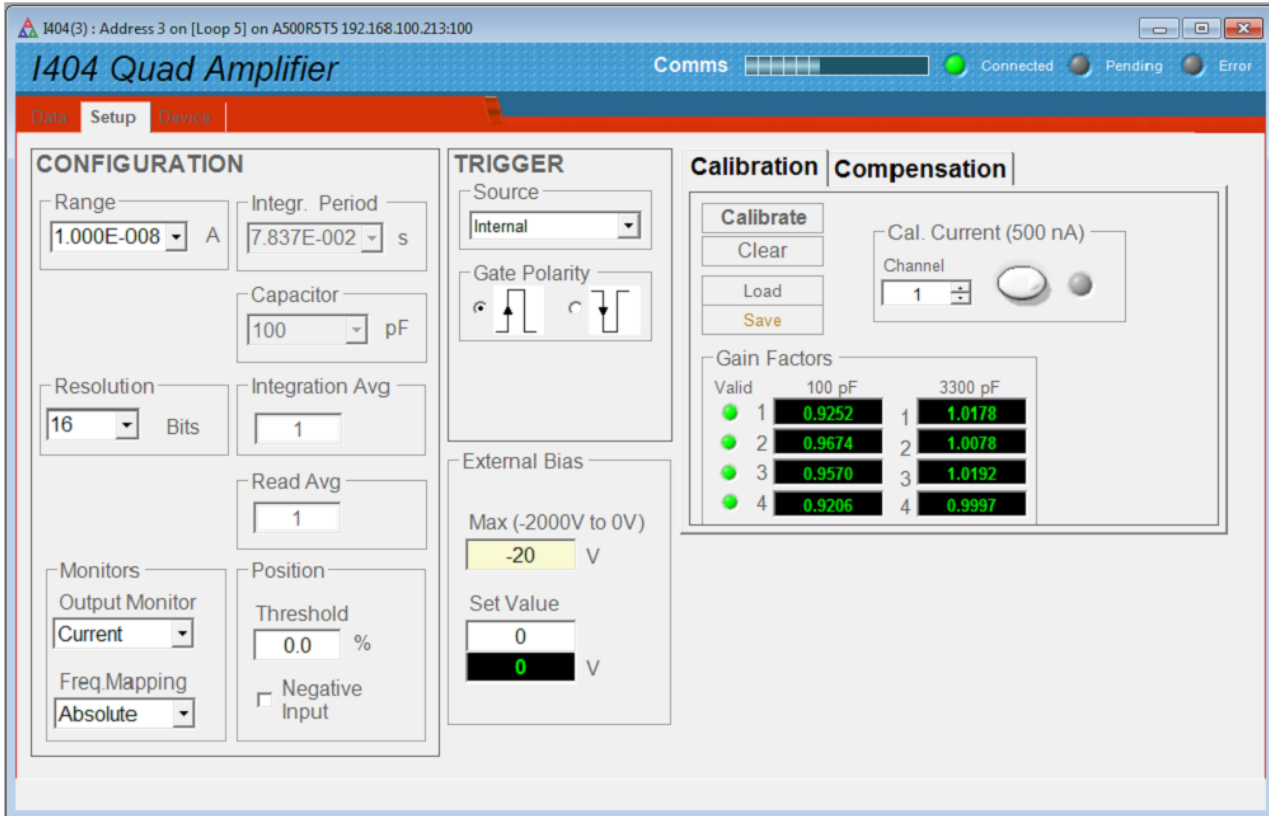 I404(3) : Address 3 on [Loop 5] on A500R5T5 192.168.100.213:100
I404 Quad Amplifier
Comms
Connected
Pending
Error
Data
Setup
Device
CONFIGURATION
Range
1.000E-008 A
Integr. Period
7.837E-002 s
Capacitor
100 pF
Resolution
16 Bits
Integration Avg
1
Read Avg
1
Monitors
Output Monitor
Current
Freq.Mapping
Absolute
Position
Threshold
0.0 %
Negative
Input
TRIGGER
Source
Internal
Gate Polarity
External Bias
Max (-2000V to 0V)
-20 V
Set Value
0
0 V
Calibration
Compensation
Calibrate
Clear
Load
Save
Cal. Current (500 nA)
Channel
1
Gain Factors
Valid 100 pF 3300 pF
1 0.9252 1 1.0178
2 0.9674 2 1.0078
3 0.9570 3 1.0192
4 0.9206 4 0.9997